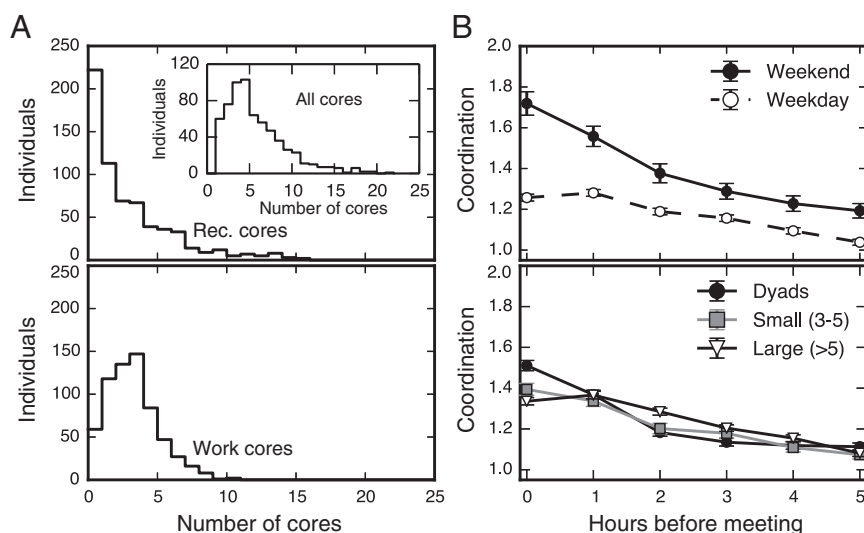 A
250
200
150
100
50
0
Individuals
120
80
40
0
Individuals
All cores
0 5 10 15 20 25
Number of cores
Rec. cores
250
200
150
100
50
0
Individuals
Work cores
0 5 10 15 20 25
Number of cores
B
2.0
1.8
1.6
1.4
1.2
1.0
Coordination
Weekend
Weekday
2.0
1.8
1.6
1.4
1.2
1.0
Coordination
Dyads
Small (3-5)
Large (>5)
0 1 2 3 4 5
Hours before meeting